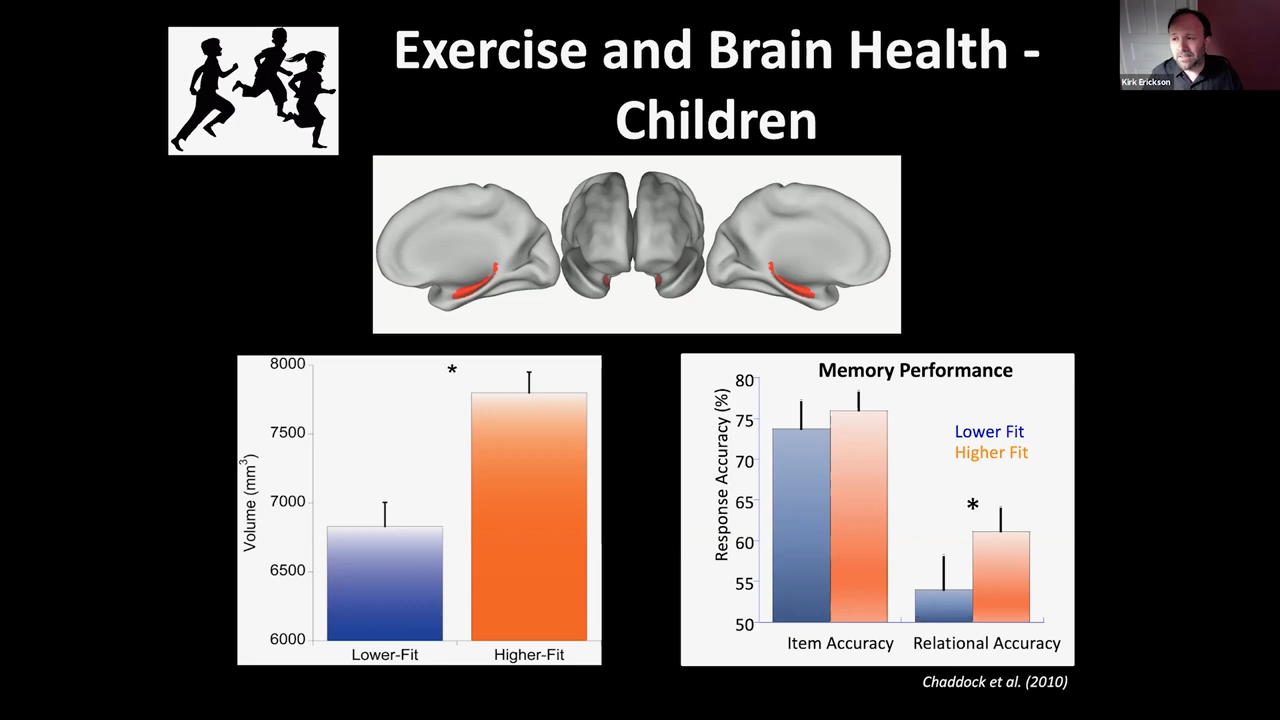 Exercise and Brain Health -
Children
Kirk Erickson
8000
7500
7000
6500
6000
Volume (mm³)
*
Lower-Fit
Higher-Fit
Memory Performance
80
75
70
65
60
55
50
Response Accuracy (%)
Lower Fit
Higher Fit
*
Item Accuracy
Relational Accuracy
Chaddock et al. (2010)